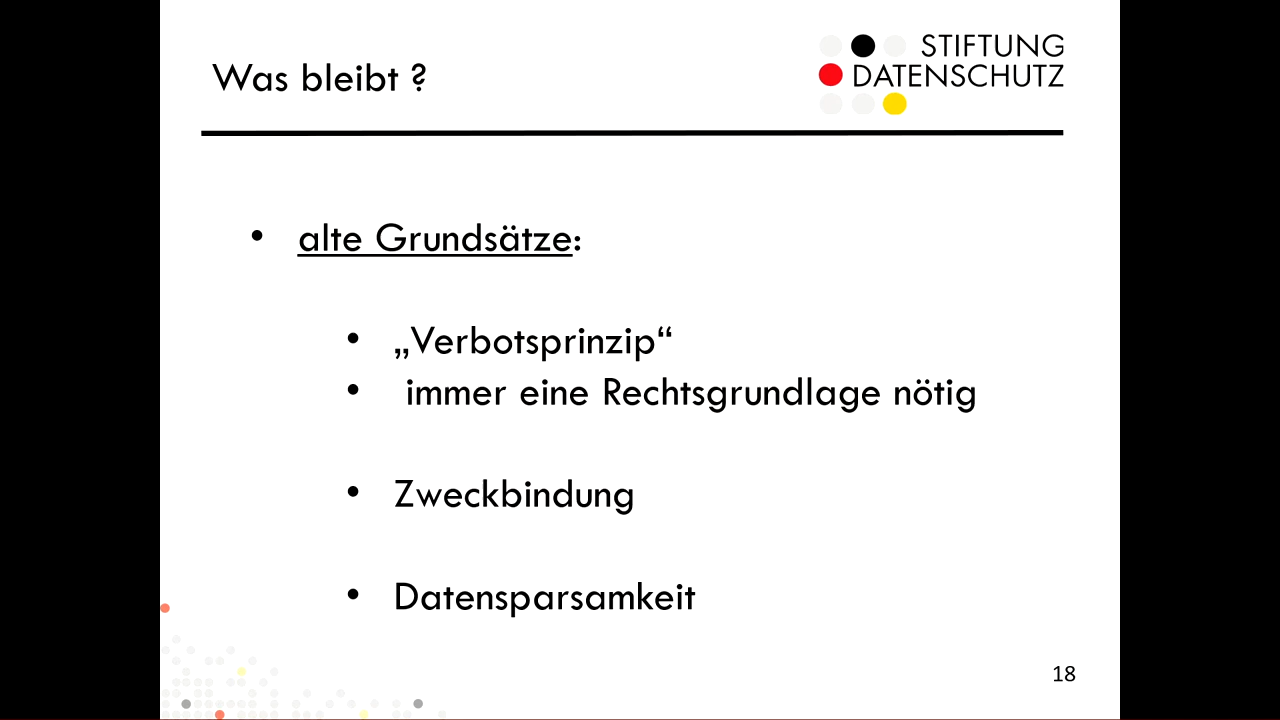 Was bleibt ?
STIFTUNG
DATENSCHUTZ
• alte Grundsätze:
• „Verbotsprinzip“
• immer eine Rechtsgrundlage nötig
• Zweckbindung
• Datensparsamkeit
18